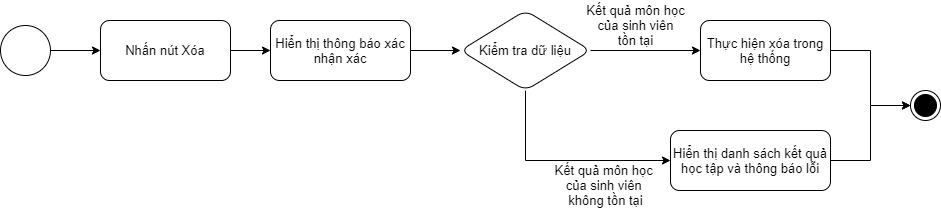 Nhấn nút Xóa
Hiển thị thông báo xác
nhận xác
Kiểm tra dữ liệu
Kết quả môn học
của sinh viên
tồn tại
Thực hiện xóa trong
hệ thống
Kết quả môn học
của sinh viên
không tồn tại
Hiển thị danh sách kết quả
học tập và thông báo lỗi